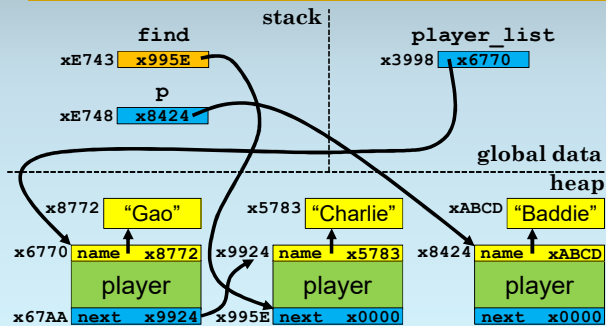 stack
find
player_list
xE743 x995E
x3998 x6770
p
xE748 x8424
global data
heap
x8772 “Gao”
x5783 “Charlie”
xABCD “Baddie”
x6770 name x8772
x9924 name x5783
x8424 name xABCD
player
player
player
x67AA next x9924
x995E next x0000
next x0000